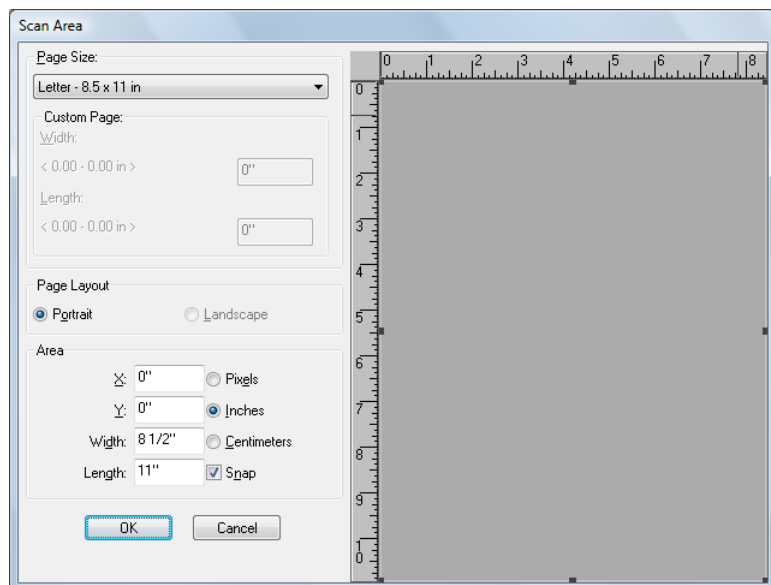 Scan Area
Page Size:
Letter - 8.5 x 11 in
Custom Page:
Width:
< 0.00 - 0.00 in >
0"
Length:
< 0.00 - 0.00 in >
0"
Page Layout
Portrait
Landscape
Area
X: 0" Pixels
Y: 0" Inches
Width: 8 1/2" Centimeters
Length: 11" Snap
OK Cancel
0 1 2 3 4 5 6 7 8
0
1
2
3
4
5
6
7
8
9
10